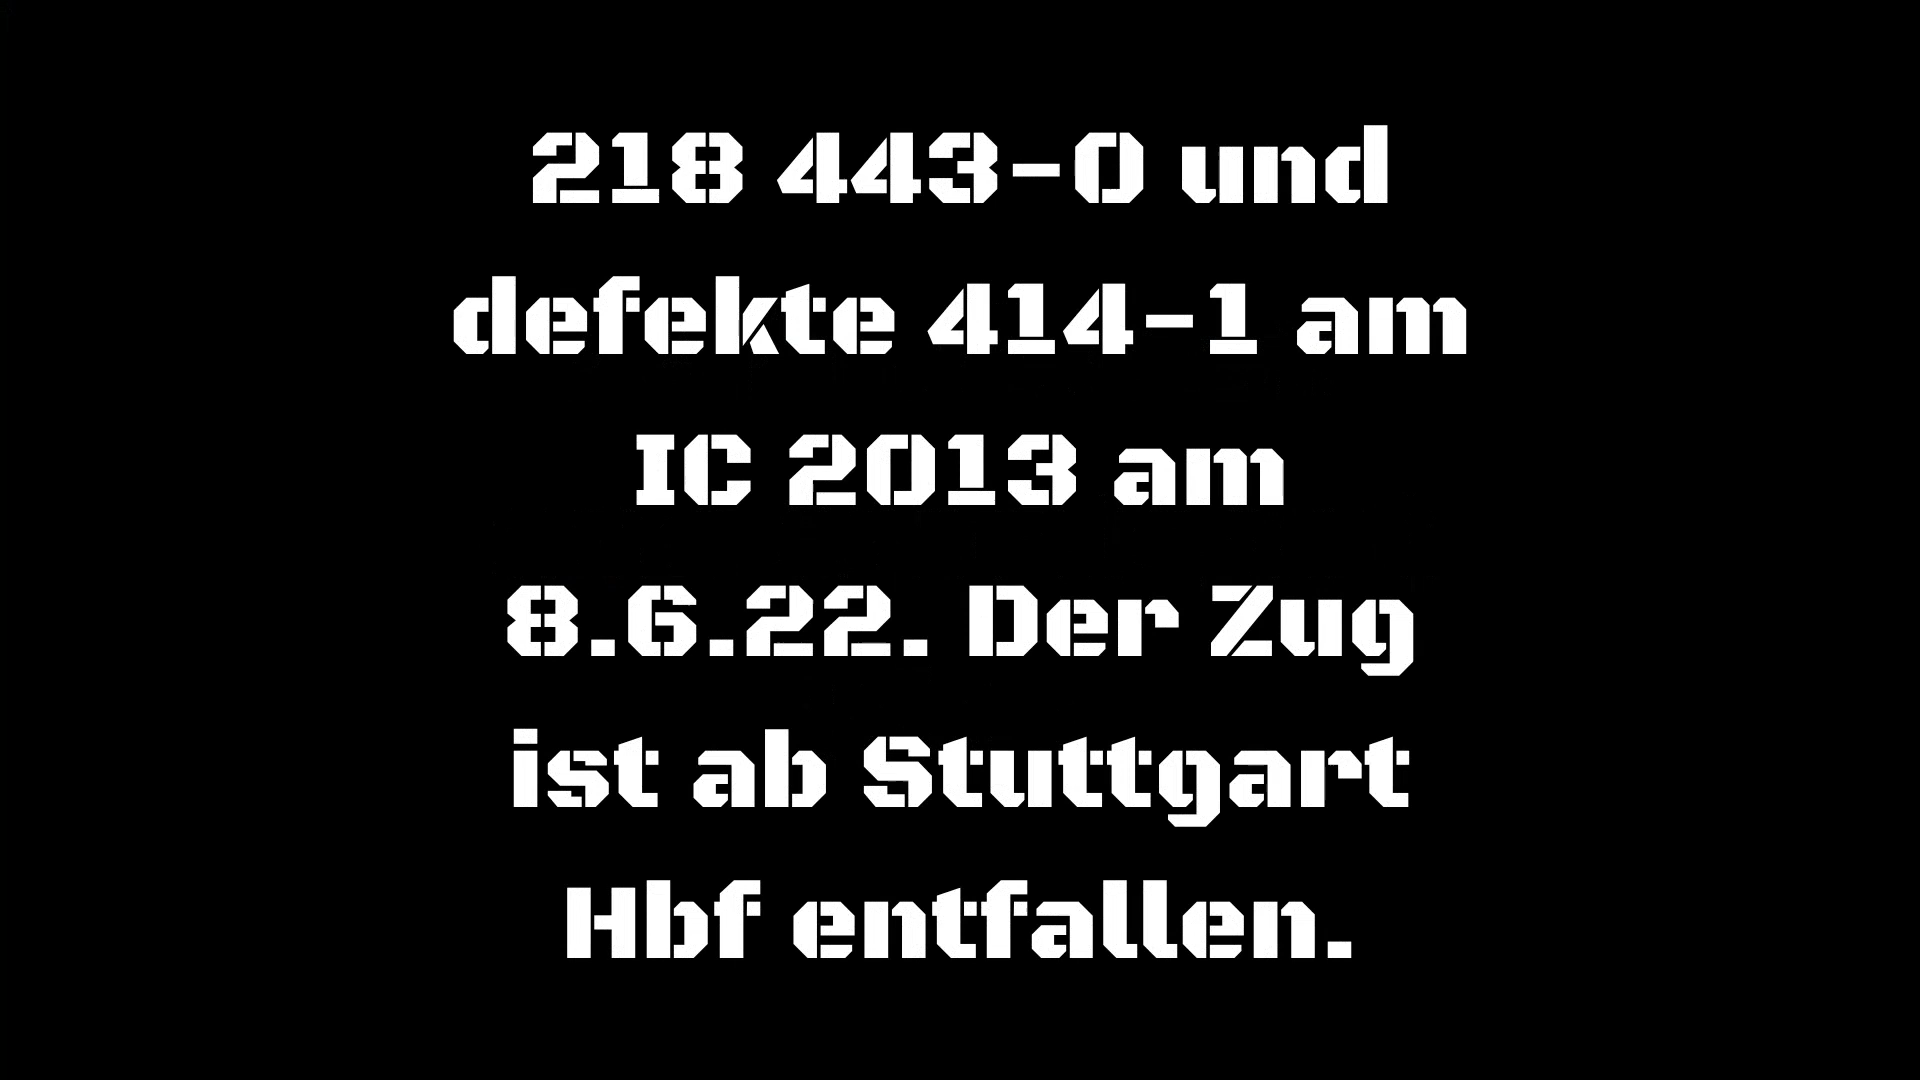 218 443-0 und
defekte 414-1 am
IC 2013 am
8.6.22. Der Zug
ist ab Stuttgart
Hbf entfallen.